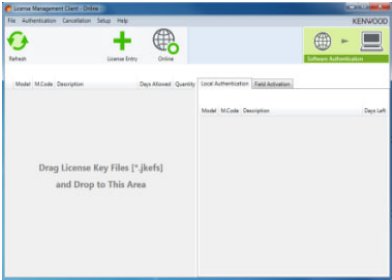 License Management Client - Online -
File Authentication Cancellation Setup Help
KENWOOD
Refresh
License Entry
Online
Software Authentication
Model M.Code Description Days Allowed Quantity
Local Authentication Field Activation
Model M.Code Description Days Left
Drag License Key Files [*.jkefs]
and Drop to This Area